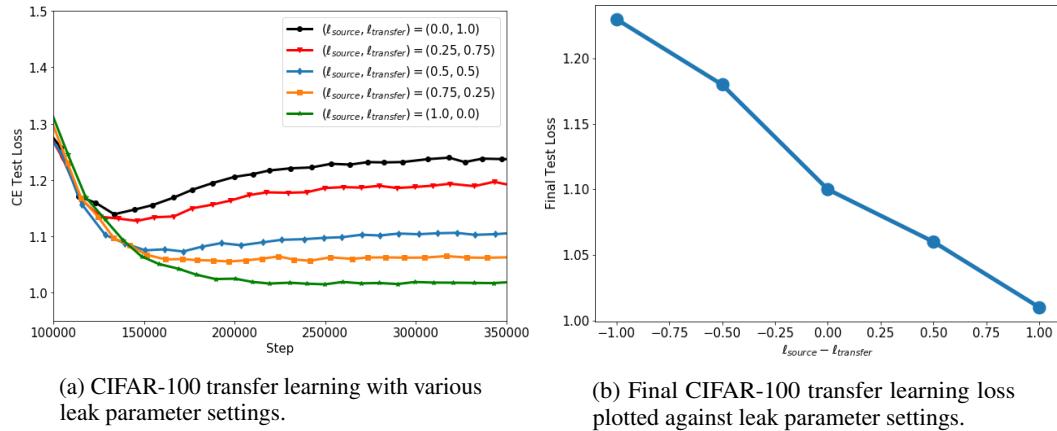 1.5
1.4
1.3
1.2
1.1
1.0
CE Test Loss
100000 150000 200000 250000 300000 350000
Step
(ℓsource, ℓtransfer) = (0.0, 1.0)
(ℓsource, ℓtransfer) = (0.25, 0.75)
(ℓsource, ℓtransfer) = (0.5, 0.5)
(ℓsource, ℓtransfer) = (0.75, 0.25)
(ℓsource, ℓtransfer) = (1.0, 0.0)
(a) CIFAR-100 transfer learning with various
leak parameter settings.
1.20
1.15
1.10
1.05
1.00
Final Test Loss
−1.00 −0.75 −0.50 −0.25 0.00 0.25 0.50 0.75 1.00
ℓsource − ℓtransfer
(b) Final CIFAR-100 transfer learning loss
plotted against leak parameter settings.